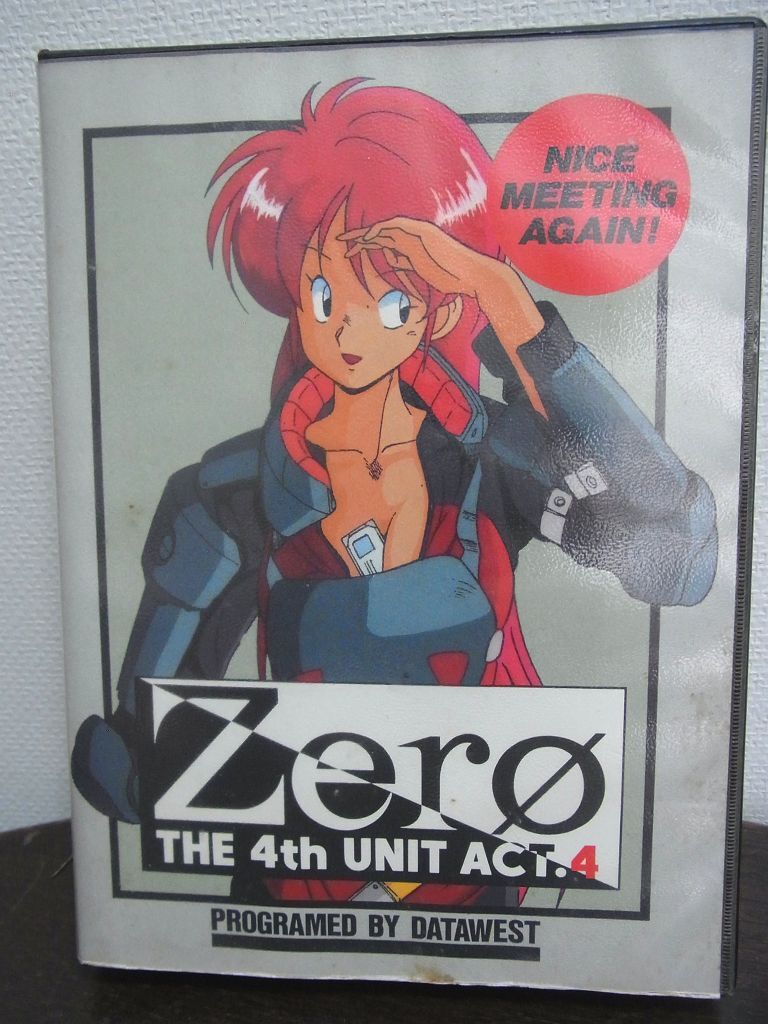 NICE
MEETING
AGAIN!
Zerø
THE 4th UNIT ACT.4
PROGRAMED BY DATAWEST